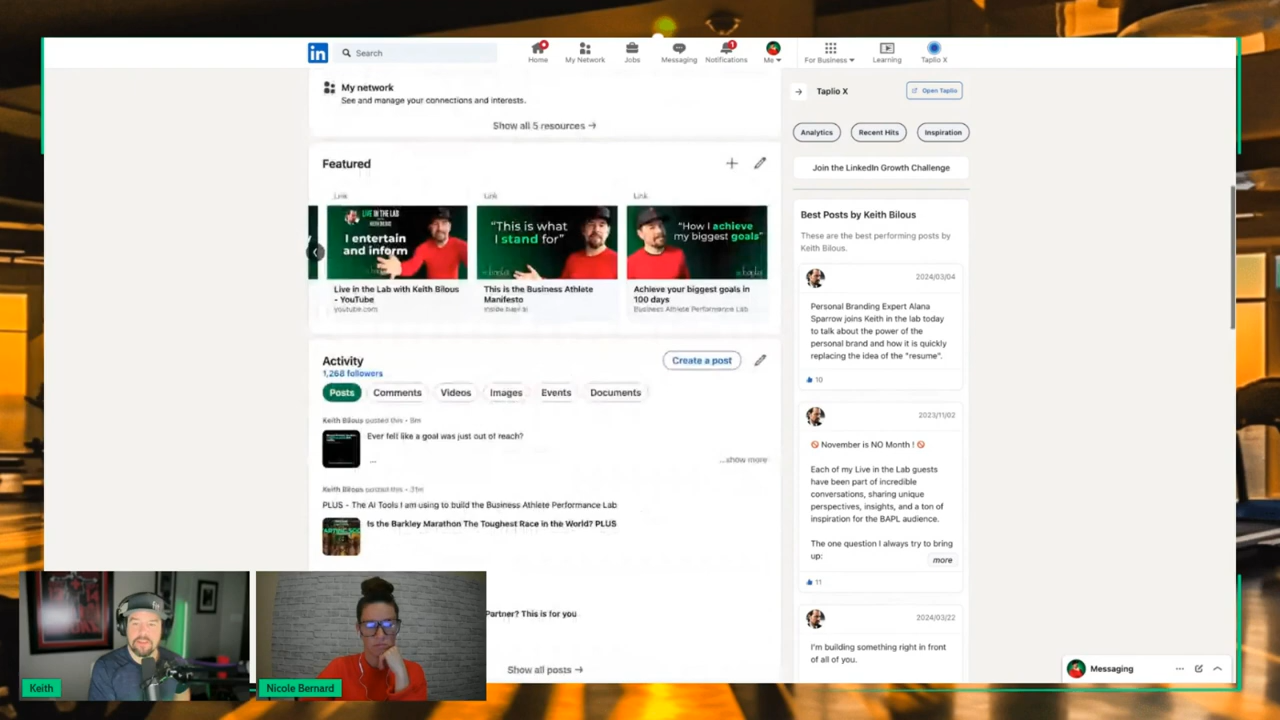 in
Search
Home
My Network
Jobs
Messaging
1
Notifications
Me
For Business
Learning
Taplio X
My network
See and manage your connections and interests.
Show all 5 resources →
Featured
Link
LIVE IN THE LAB
I entertain
and inform
Live in the Lab with Keith Bilous
- YouTube
youtube.com
Link
"This is what
I stand for"
This is the Business Athlete
Manifesto
Link
"How I achieve
my biggest goals"
Achieve your biggest goals in
100 days
Business Athlete Performance Lab
Activity
1,268 followers
Create a post
Posts
Comments
Videos
Images
Events
Documents
Keith Bilous posted this •
Ever felt like a goal was just out of reach?
...
...show more
Keith Bilous posted this •
PLUS - The AI Tools I am using to build the Business Athlete Performance Lab
Is the Barkley Marathon The Toughest Race in the World? PLUS
Partner? This is for you
Show all posts →
Taplio X
Open Taplio
Analytics
Recent Hits
Inspiration
Join the LinkedIn Growth Challenge
Best Posts by Keith Bilous
These are the best performing posts by
Keith Bilous.
2024/03/04
Personal Branding Expert Alana
Sparrow joins Keith in the lab today
to talk about the power of the
personal brand and how it is quickly
replacing the idea of the "resume".
10
2023/11/02
🚫 November is NO Month ! 🚫
Each of my Live in the Lab guests
have been part of incredible
conversations, sharing unique
perspectives, insights, and a ton of
inspiration for the BAPL audience.
The one question I always try to bring
up:
more
11
2024/03/22
I'm building something right in front
of all of you.
Messaging
Keith
Nicole Bernard